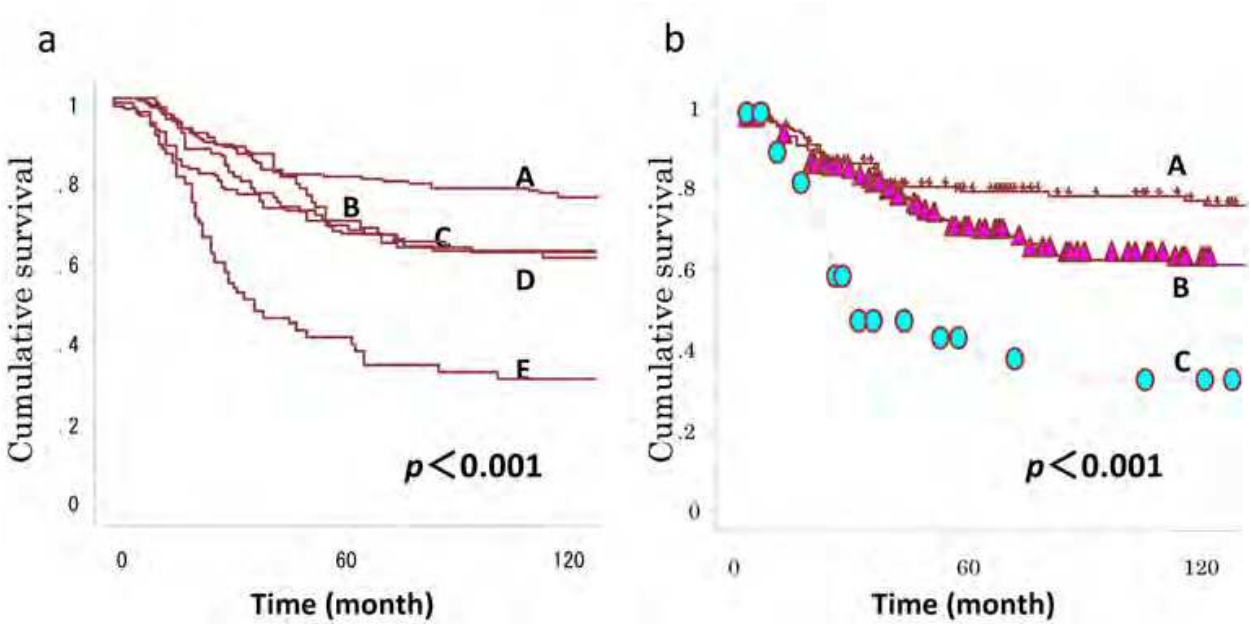 a
Cumulative survival
1
.8
.6
.4
.2
0
A
B
C
D
E
p<0.001
0 60 120
Time (month)
b
Cumulative survival
1
.8
.6
.4
.2
0
A
B
C
p<0.001
0 60 120
Time (month)